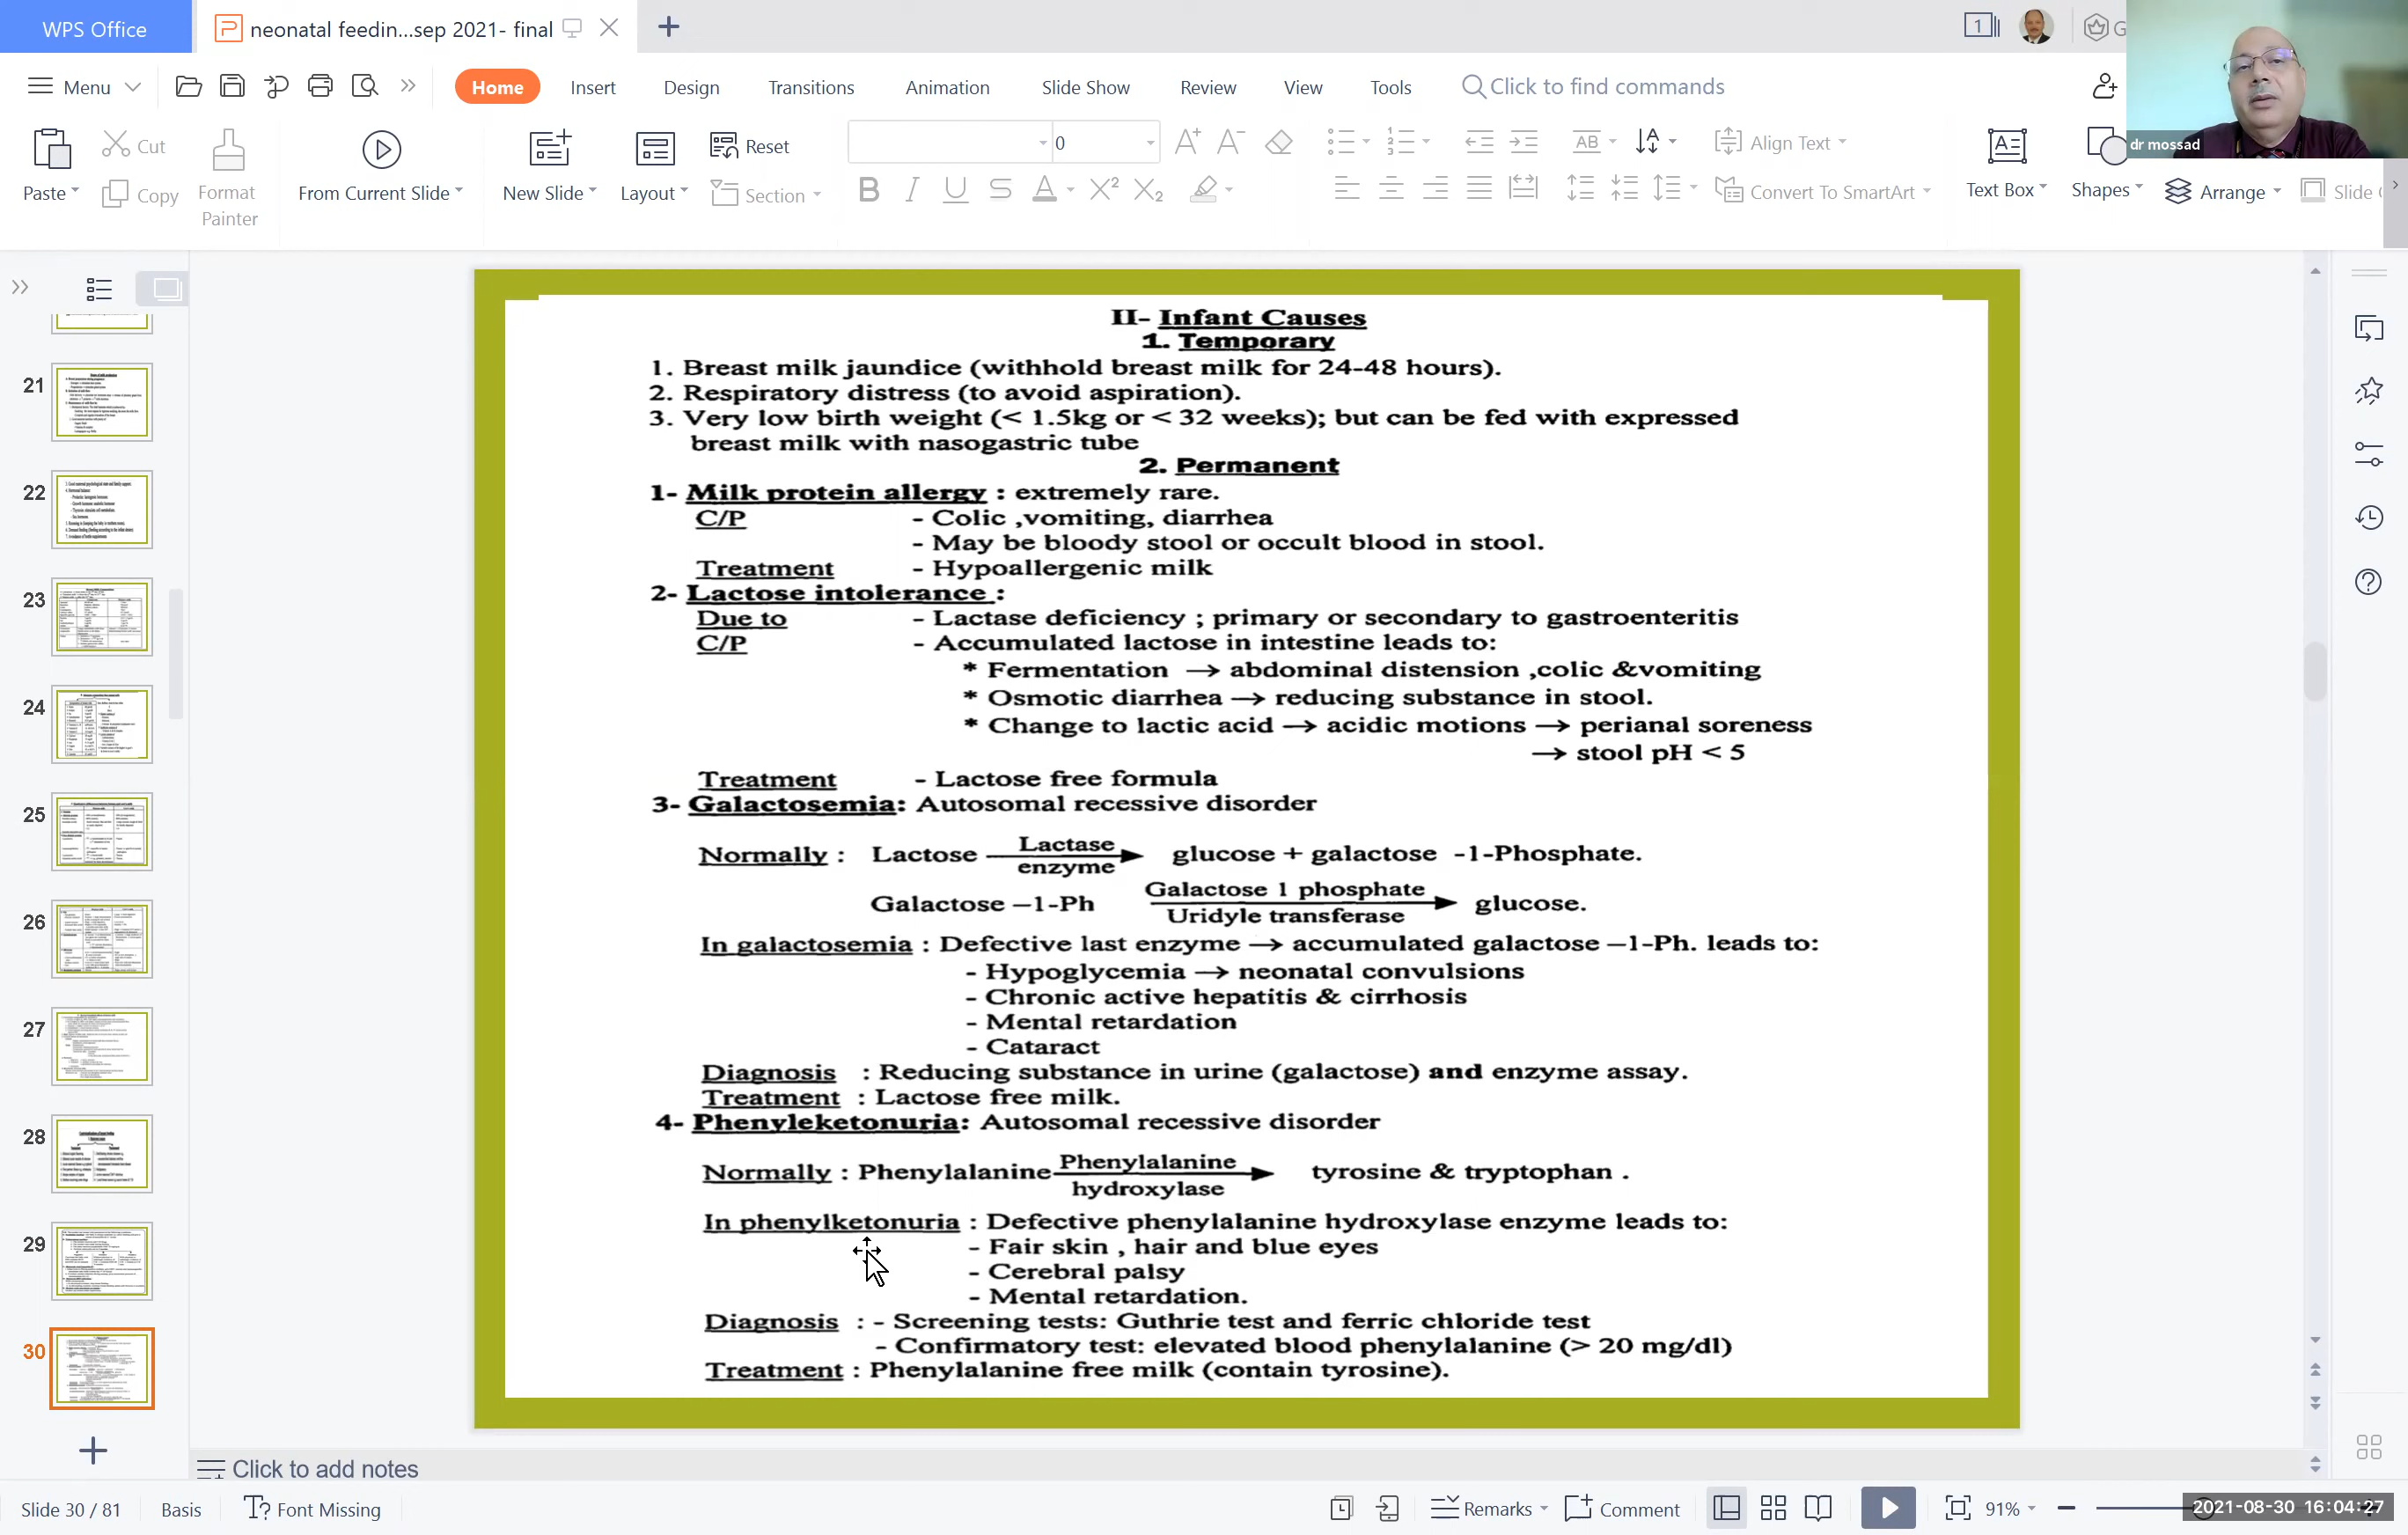 WPS Office
neonatal feedin...sep 2021- final
1
Menu
Home
Insert
Design
Transitions
Animation
Slide Show
Review
View
Tools
Click to find commands
dr mossad
Paste
Cut
Copy
Format
Painter
From Current Slide
New Slide
Layout
Reset
Section
0
Align Text
Convert To SmartArt
Text Box
Shapes
Arrange
Slide
21
22
23
24
25
26
27
28
29
30
II- Infant Causes
1. Temporary
1. Breast milk jaundice (withhold breast milk for 24-48 hours).
2. Respiratory distress (to avoid aspiration).
3. Very low birth weight (< 1.5kg or < 32 weeks); but can be fed with expressed
breast milk with nasogastric tube
2. Permanent
1- Milk protein allergy : extremely rare.
C/P - Colic ,vomiting, diarrhea
- May be bloody stool or occult blood in stool.
Treatment - Hypoallergenic milk
2- Lactose intolerance :
Due to - Lactase deficiency ; primary or secondary to gastroenteritis
C/P - Accumulated lactose in intestine leads to:
* Fermentation → abdominal distension ,colic &vomiting
* Osmotic diarrhea → reducing substance in stool.
* Change to lactic acid → acidic motions → perianal soreness
→ stool pH < 5
Treatment - Lactose free formula
3- Galactosemia: Autosomal recessive disorder
Normally : Lactose Lactase enzyme glucose + galactose -1-Phosphate.
Galactose –1-Ph Galactose 1 phosphate Uridyle transferase glucose.
In galactosemia : Defective last enzyme → accumulated galactose –1-Ph. leads to:
- Hypoglycemia → neonatal convulsions
- Chronic active hepatitis & cirrhosis
- Mental retardation
- Cataract
Diagnosis : Reducing substance in urine (galactose) and enzyme assay.
Treatment : Lactose free milk.
4- Phenyleketonuria: Autosomal recessive disorder
Normally : Phenylalanine Phenylalanine hydroxylase tyrosine & tryptophan .
In phenylketonuria : Defective phenylalanine hydroxylase enzyme leads to:
- Fair skin , hair and blue eyes
- Cerebral palsy
- Mental retardation.
Diagnosis : - Screening tests: Guthrie test and ferric chloride test
- Confirmatory test: elevated blood phenylalanine (> 20 mg/dl)
Treatment : Phenylalanine free milk (contain tyrosine).
Click to add notes
Slide 30 / 81
Basis
Font Missing
Remarks
Comment
91%
2021-08-30 16:04:27